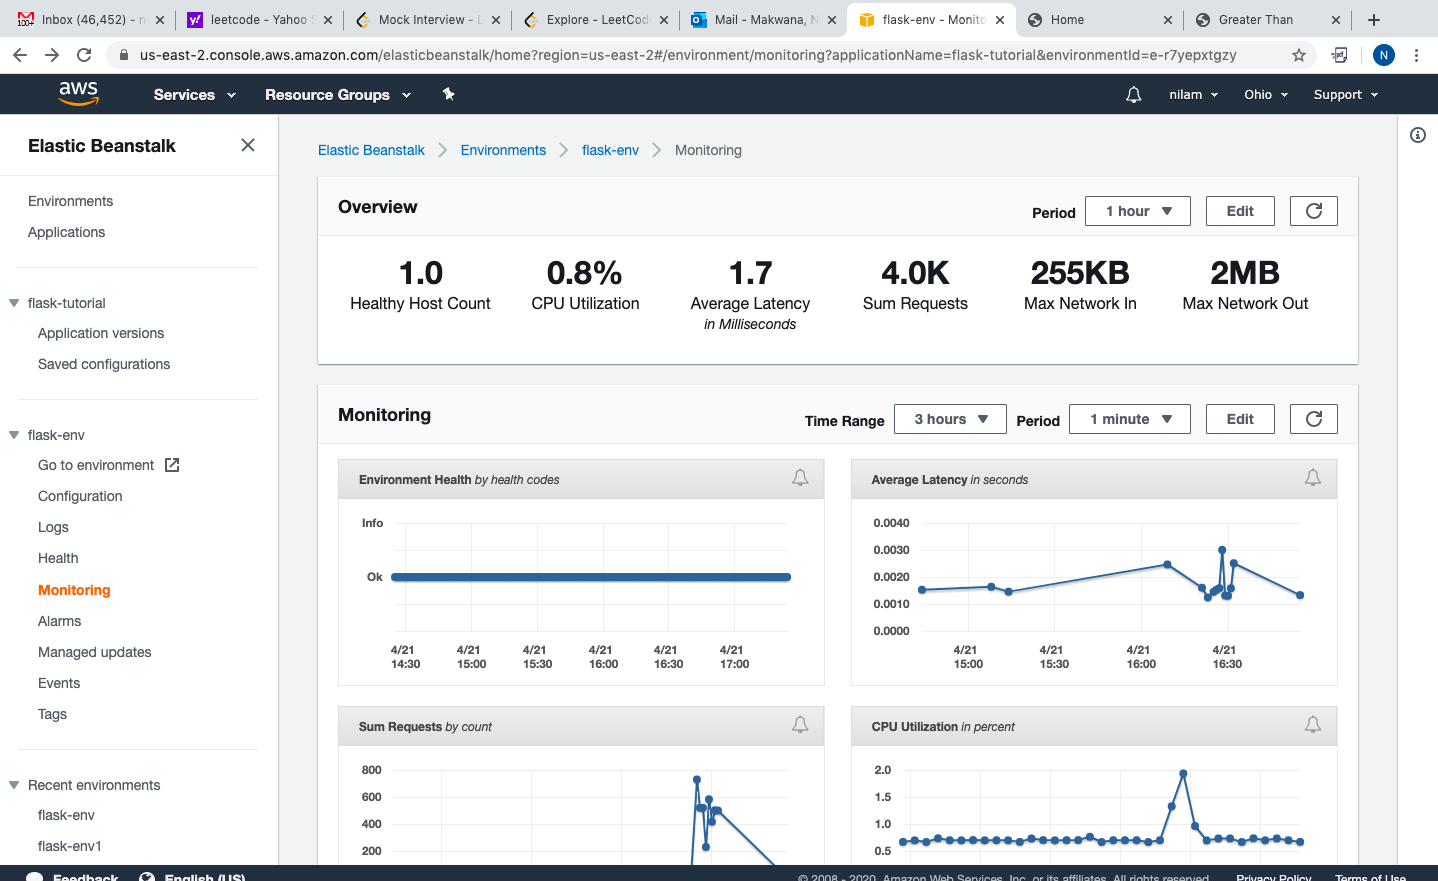 Inbox (46,452) - n
leetcode - Yahoo S
Mock Interview - L
Explore - LeetCode
Mail - Makwana, N
flask-env - Monito
Home
Greater Than
us-east-2.console.aws.amazon.com/elasticbeanstalk/home?region=us-east-2#/environment/monitoring?applicationName=flask-tutorial&environmentId=e-r7yepxtgzy
N
aws
Services
Resource Groups
nilam
Ohio
Support
Elastic Beanstalk
Environments
Applications
flask-tutorial
Application versions
Saved configurations
flask-env
Go to environment
Configuration
Logs
Health
Monitoring
Alarms
Managed updates
Events
Tags
Recent environments
flask-env
flask-env1
Elastic Beanstalk
Environments
flask-env
Monitoring
Overview
Period
1 hour
Edit
1.0
Healthy Host Count
0.8%
CPU Utilization
1.7
Average Latency
in Milliseconds
4.0K
Sum Requests
255KB
Max Network In
2MB
Max Network Out
Monitoring
Time Range
3 hours
Period
1 minute
Edit
Environment Health by health codes
Info
Ok
4/21 4/21 4/21 4/21 4/21 4/21
14:30 15:00 15:30 16:00 16:30 17:00
Average Latency in seconds
0.0040
0.0030
0.0020
0.0010
0.0000
4/21 4/21 4/21 4/21
15:00 15:30 16:00 16:30
Sum Requests by count
800
600
400
200
CPU Utilization in percent
2.0
1.5
1.0
0.5
Feedback
English (US)
© 2008 - 2020, Amazon Web Services, Inc. or its affiliates. All rights reserved.
Privacy Policy
Terms of Use